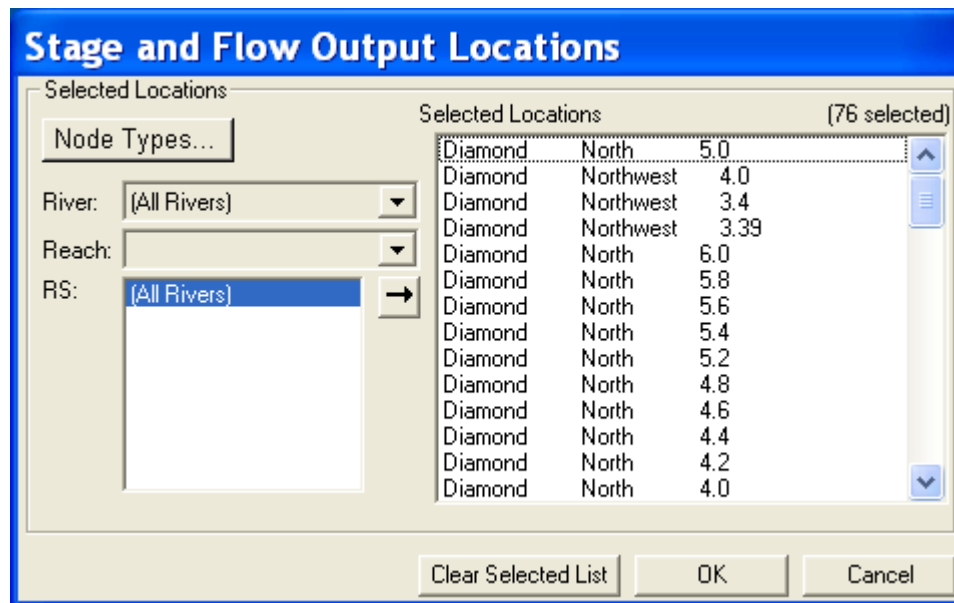 Stage and Flow Output Locations
Selected Locations
Node Types...
River: (All Rivers)
Reach:
RS: (All Rivers)
Selected Locations (76 selected)
Diamond North 5.0
Diamond Northwest 4.0
Diamond Northwest 3.4
Diamond Northwest 3.39
Diamond North 6.0
Diamond North 5.8
Diamond North 5.6
Diamond North 5.4
Diamond North 5.2
Diamond North 4.8
Diamond North 4.6
Diamond North 4.4
Diamond North 4.2
Diamond North 4.0
Clear Selected List OK Cancel